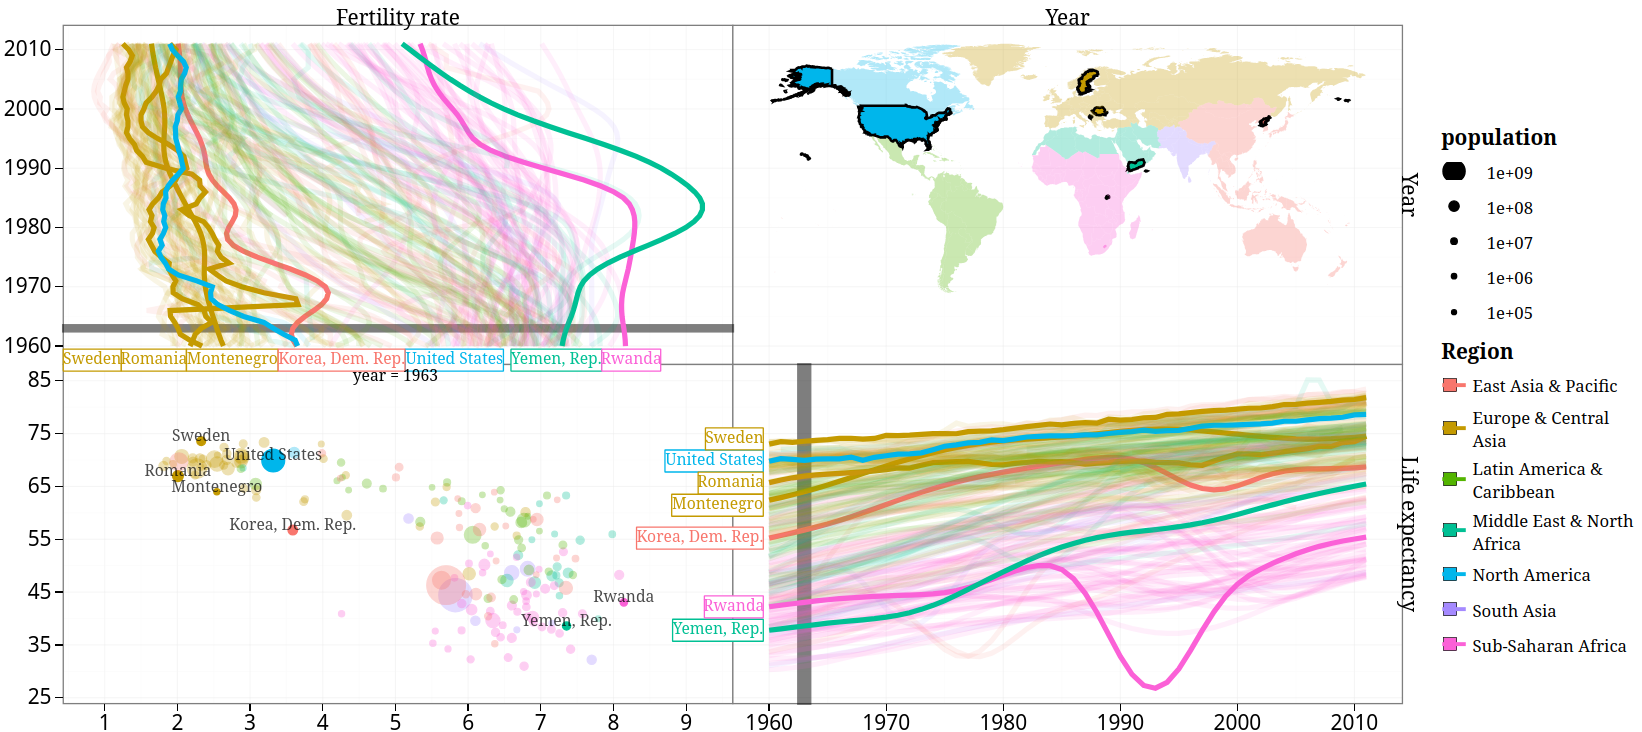 Fertility rate
Year
2010
2000
1990
1980
1970
1960
Year
Sweden
Romania
Montenegro
Korea, Dem. Rep.
United States
Yemen, Rep.
Rwanda
year = 1963
85
75
65
55
45
35
25
Sweden
United States
Romania
Montenegro
Korea, Dem. Rep.
Rwanda
Yemen, Rep.
Sweden
United States
Romania
Montenegro
Korea, Dem. Rep.
Rwanda
Yemen, Rep.
Life expectancy
1
2
3
4
5
6
7
8
9
1960
1970
1980
1990
2000
2010
population
1e+09
1e+08
1e+07
1e+06
1e+05
Region
East Asia & Pacific
Europe & Central
Asia
Latin America &
Caribbean
Middle East & North
Africa
North America
South Asia
Sub-Saharan Africa